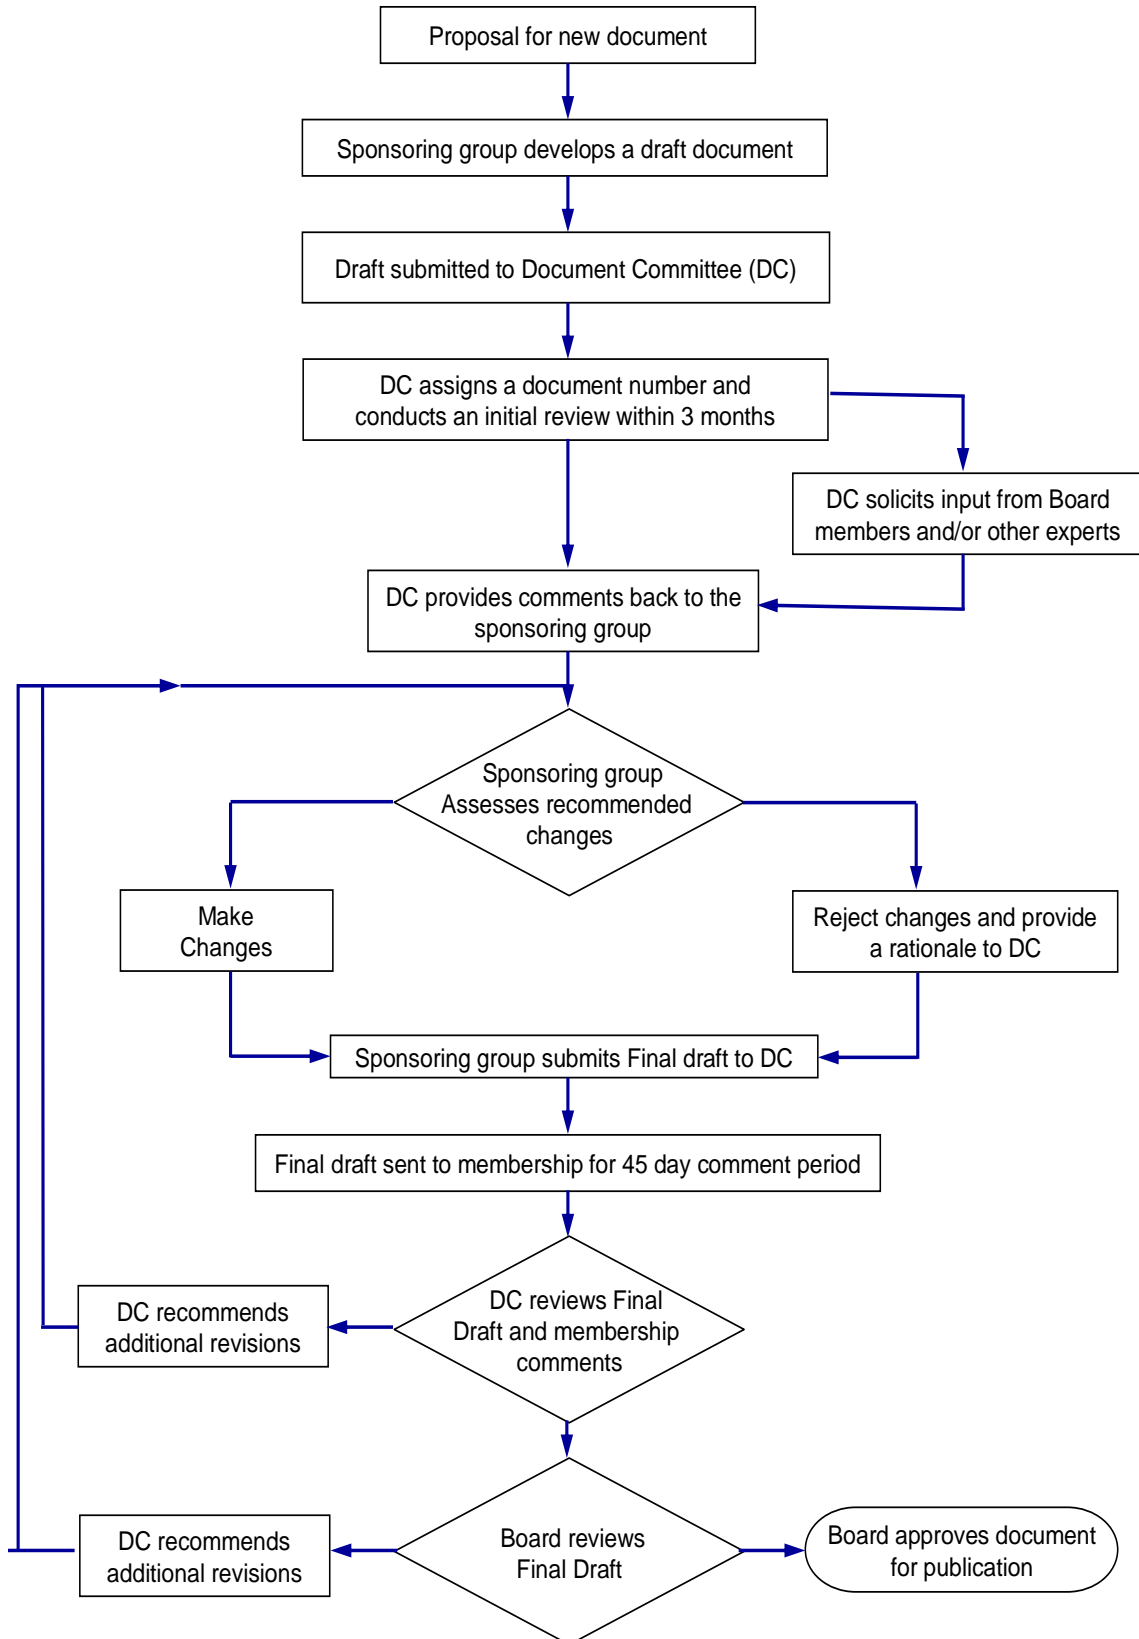 Proposal for new document
Sponsoring group develops a draft document
Draft submitted to Document Committee (DC)
DC assigns a document number and
conducts an initial review within 3 months
DC solicits input from Board
members and/or other experts
DC provides comments back to the
sponsoring group
Sponsoring group
Assesses recommended
changes
Make
Changes
Reject changes and provide
a rationale to DC
Sponsoring group submits Final draft to DC
Final draft sent to membership for 45 day comment period
DC reviews Final
Draft and membership
comments
DC recommends
additional revisions
Board reviews
Final Draft
DC recommends
additional revisions
Board approves document
for publication